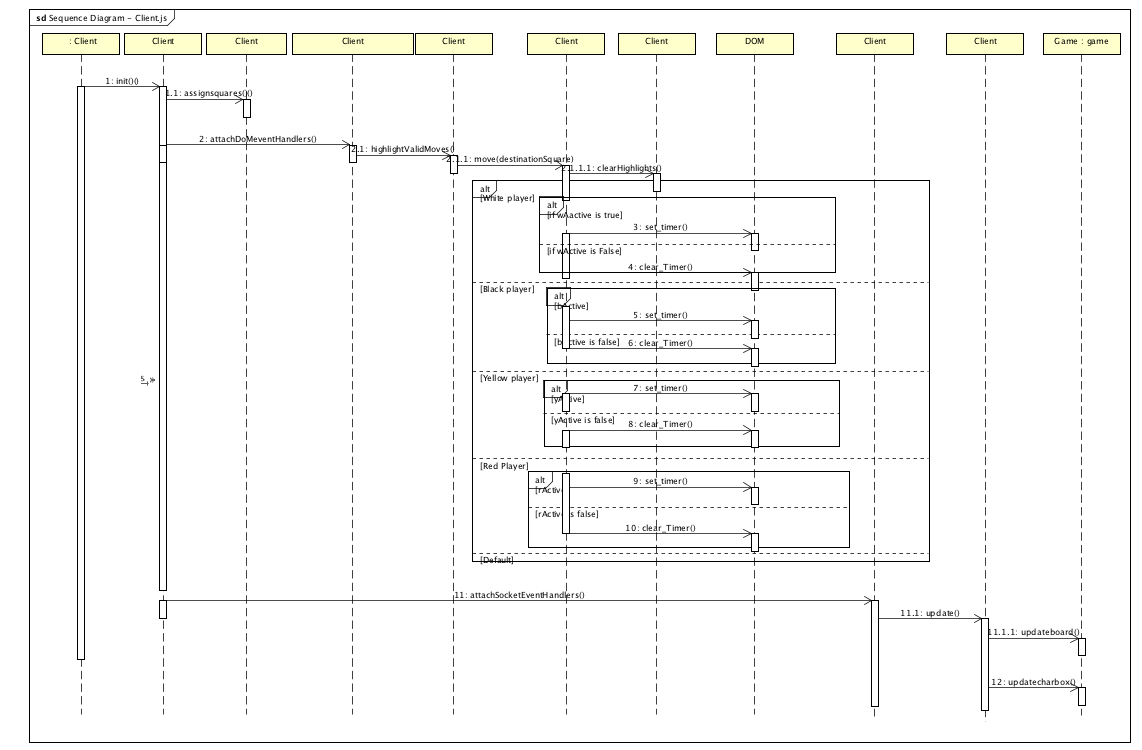 sd Sequence Diagram - Client.js
: Client
Client
Client
Client
Client
Client
Client
DOM
Client
Client
Game : game
1: init()()
1.1: assignsquares()()
2: attachDoMeventHandlers()
2.1: highlightValidMoves()
2.1.1: move(destinationSquare)
2.1.1.1: clearHighlights()
alt
[White player]
alt
[if wAactive is true]
3: set_timer()
[if wActive is False]
4: clear_Timer()
[Black player]
alt
[bActive]
5: set_timer()
[bActive is false]
6: clear_Timer()
[Yellow player]
alt
[yActive]
7: set_timer()
[yActive is false]
8: clear_Timer()
[Red Player]
alt
[rActive
9: set_timer()
[rActive is false]
10: clear_Timer()
[Default]
11: attachSocketEventHandlers()
11.1: update()
11.1.1: updateboard()
12: updatecharbox()